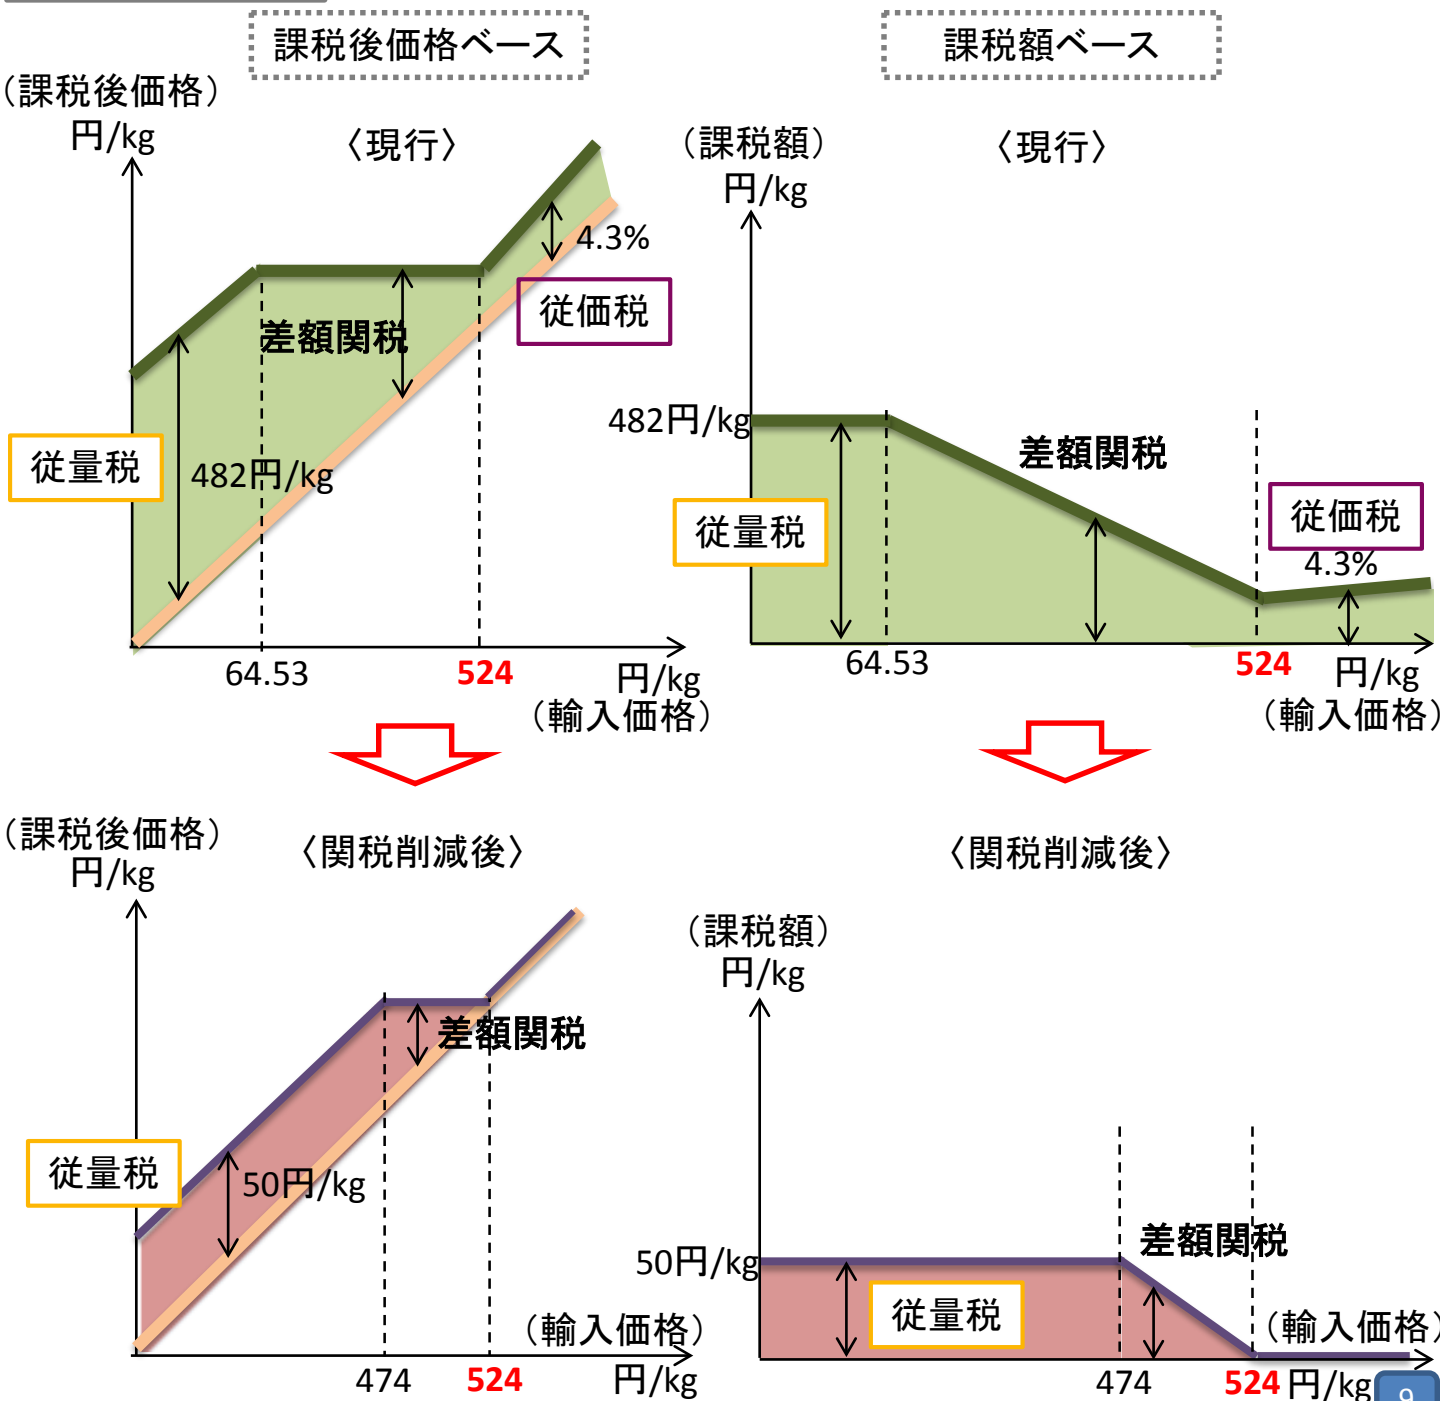 課税後価格ベース
課税額ベース
（課税後価格）
円/kg
〈現行〉
4.3%
従価税
差額関税
従量税
482円/kg
64.53
524
円/kg
（輸入価格）
（課税額）
円/kg
〈現行〉
482円/kg
差額関税
従量税
従価税
4.3%
64.53
524
円/kg
（輸入価格）
（課税後価格）
円/kg
〈関税削減後〉
差額関税
従量税
50円/kg
（輸入価格）
474
524
円/kg
〈関税削減後〉
（課税額）
円/kg
差額関税
50円/kg
従量税
（輸入価格）
474
524
円/kg
9